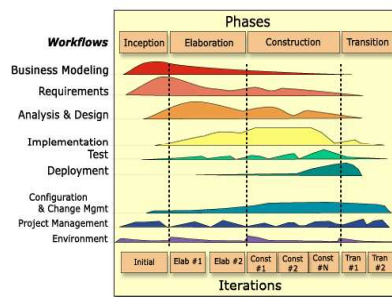 Phases
Workflows Inception Elaboration Construction Transition
Business Modeling
Requirements
Analysis & Design
Implementation
Test
Deployment
Configuration
& Change Mgmt
Project Management
Environment
Initial Elab #1 Elab #2 Const #1 Const #2 Const #N Tran #1 Tran #2
Iterations